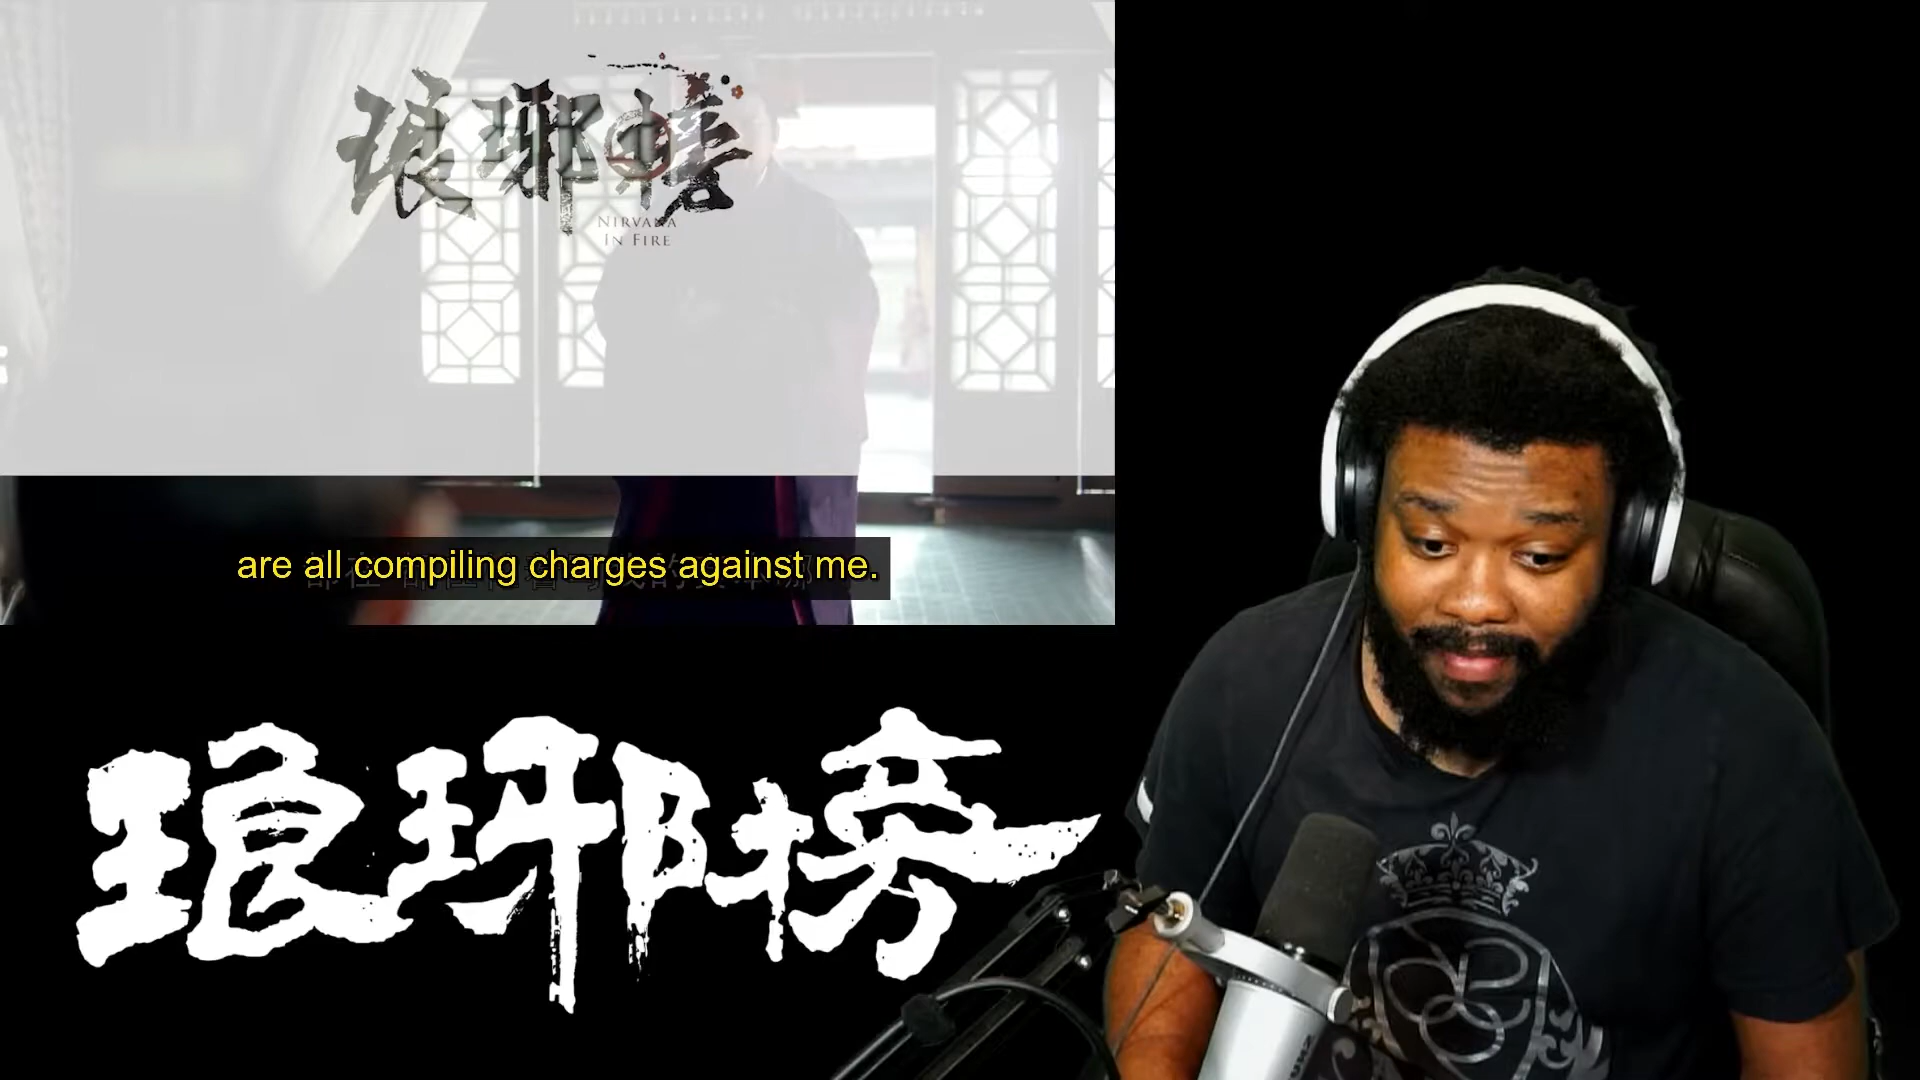 琅琊榜
NIRVANA
IN FIRE
are all compiling charges against me.
琅琊榜